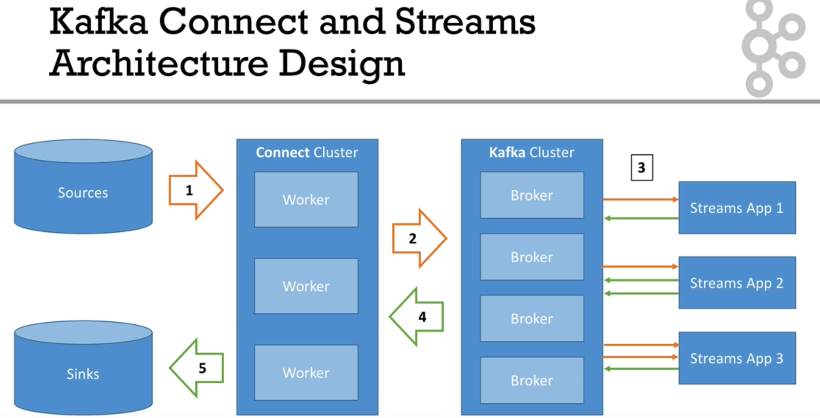 Kafka Connect and Streams
Architecture Design
Sources
1
Connect Cluster
Worker
Worker
Worker
2
4
Kafka Cluster
Broker
Broker
Broker
Broker
3
Streams App 1
Streams App 2
Streams App 3
Sinks
5